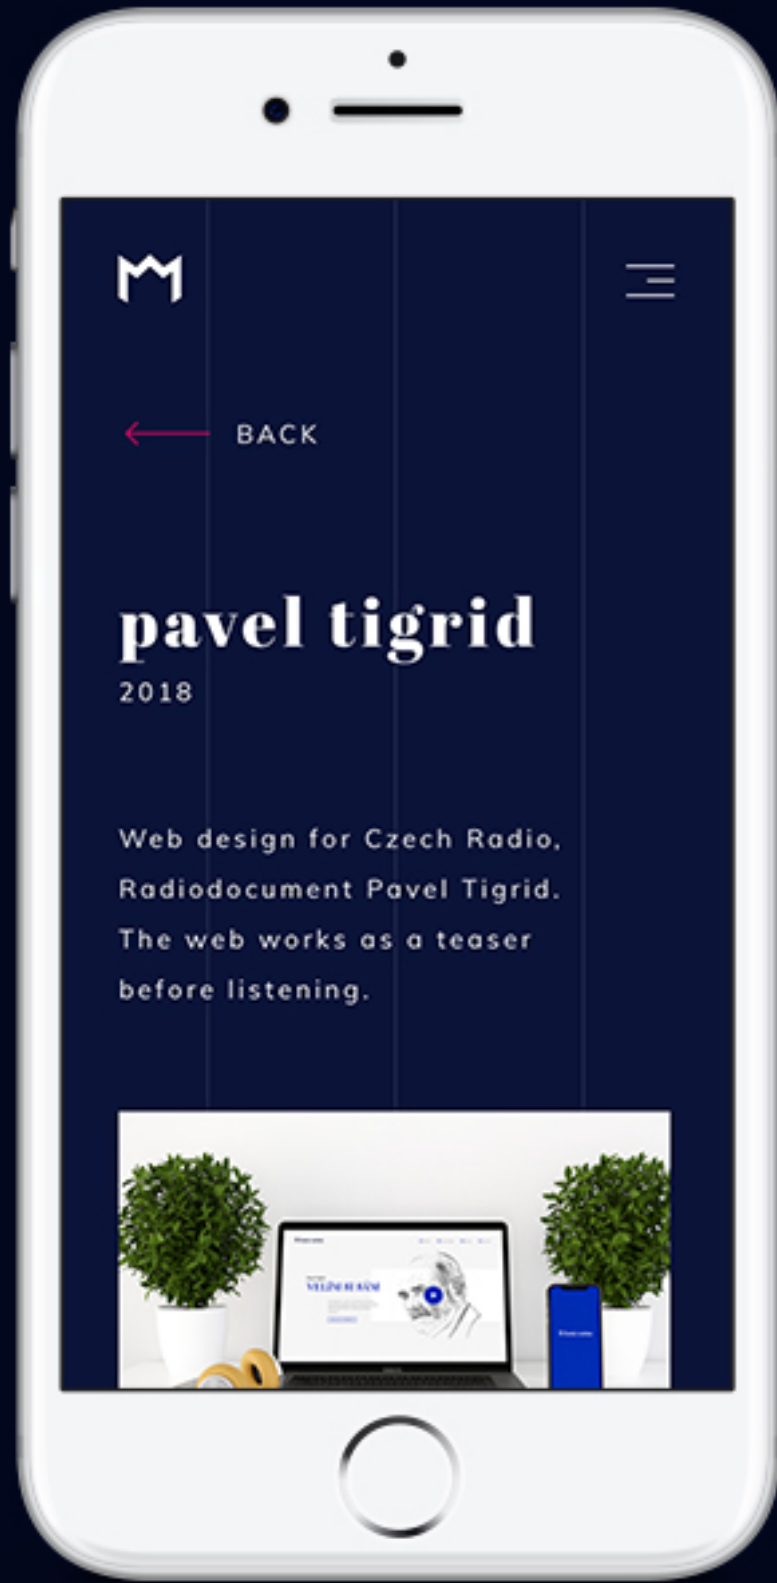 BACK
pavel tigrid
2018
Web design for Czech Radio,
Radiodocument Pavel Tigrid.
The web works as a teaser
before listening.